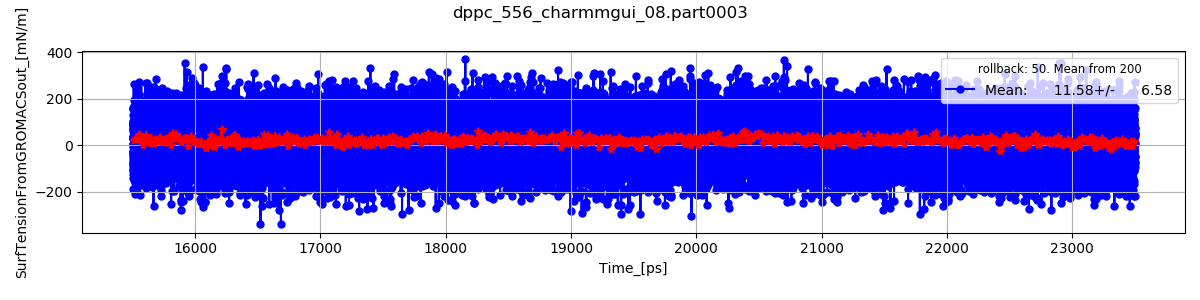 dppc_556_charmmgui_08.part0003
SurfTensionFromGROMACSout_[mN/m]
400
200
0
−200
rollback: 50. Mean from 200
Mean: 11.58+/- 6.58
16000 17000 18000 19000 20000 21000 22000 23000
Time_[ps]